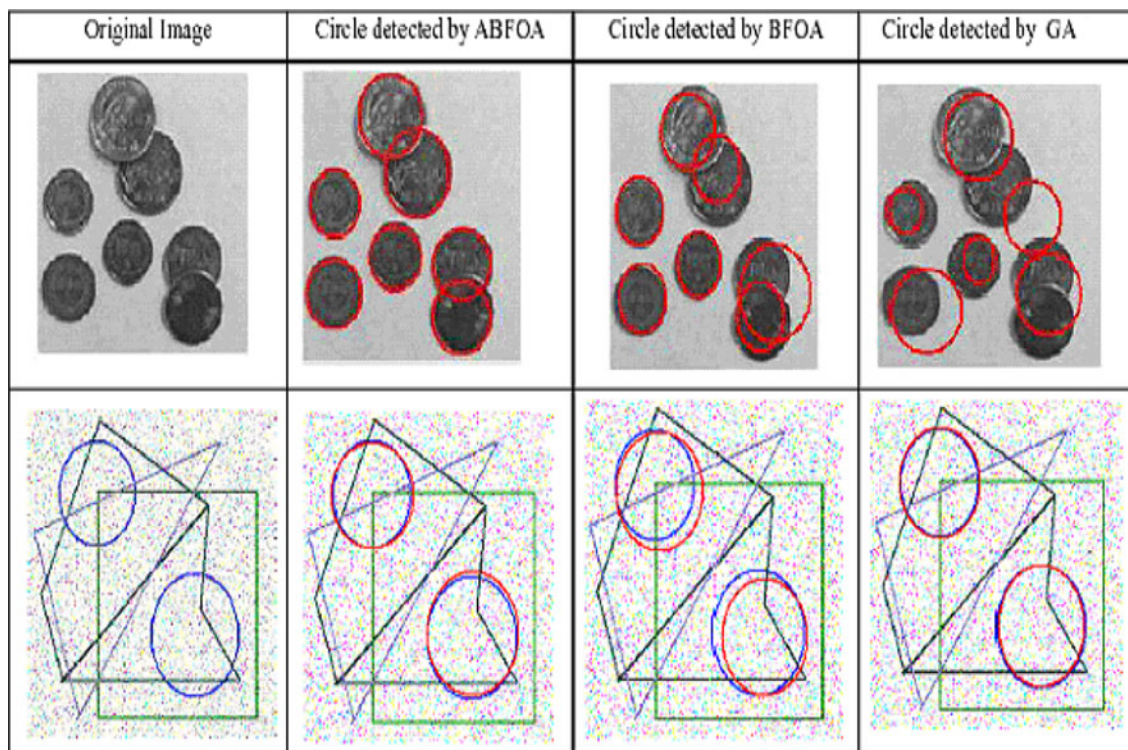 Original Image
Circle detected by ABFOA
Circle detected by BFOA
Circle detected by GA